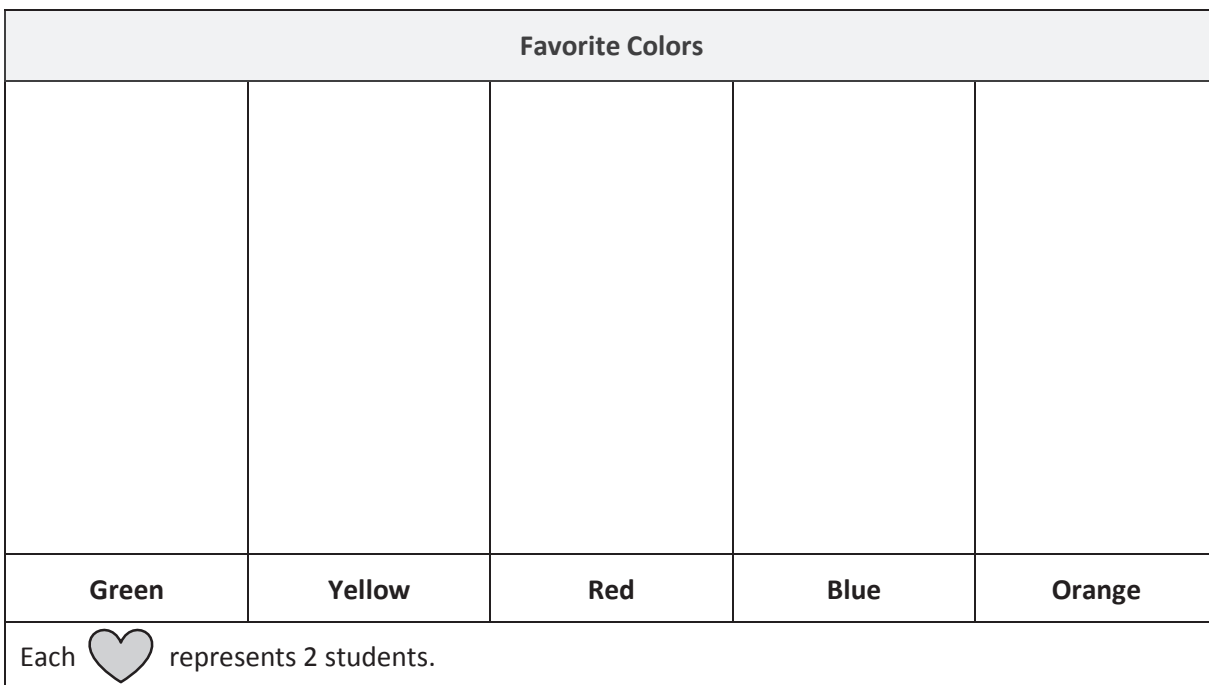 Favorite Colors
Green Yellow Red Blue Orange
Each represents 2 students.